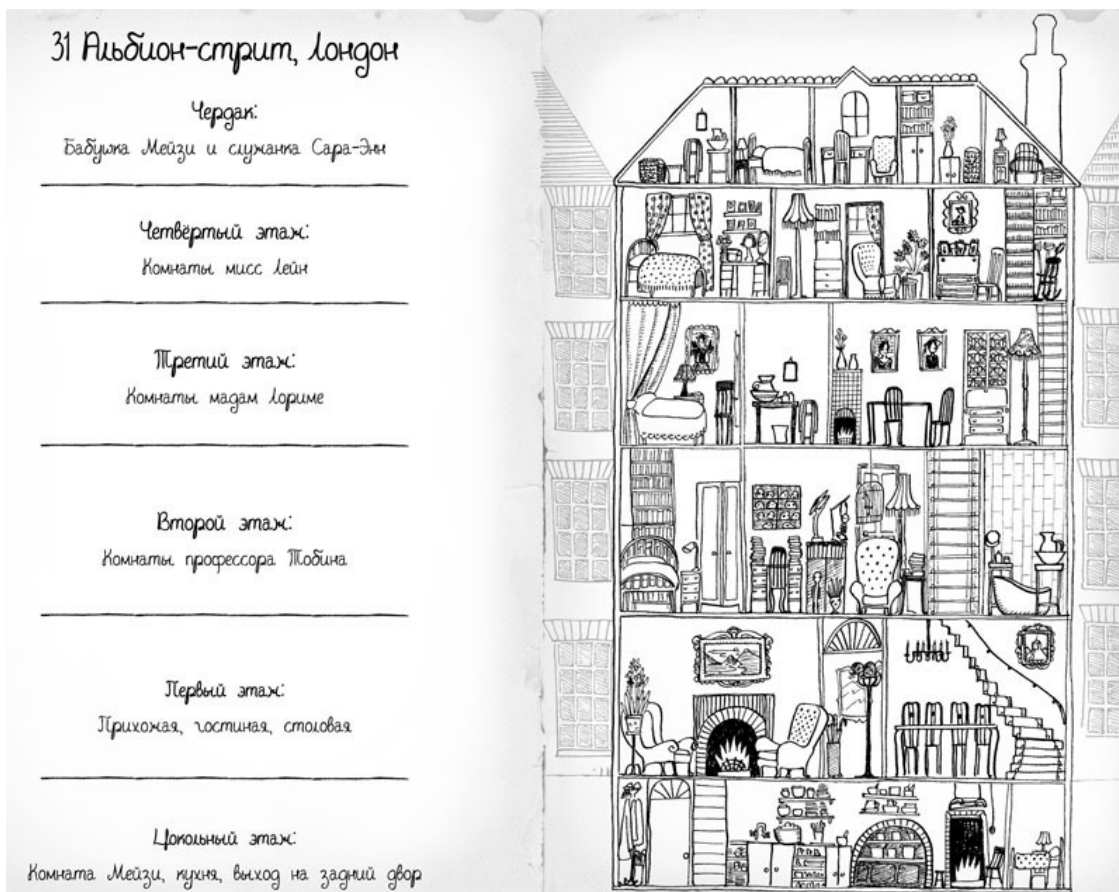 31 Альбион-стрит, Лондон
Чердак:
Бабушка Мейзи и служанка Сара-Энн
Четвёртый этаж:
Комнаты мисс Лейн
Третий этаж:
Комнаты мадам Лориме
Второй этаж:
Комнаты профессора Тобина
Первый этаж:
Прихожая, гостиная, столовая
Цокольный этаж:
Комната Мейзи, кухня, выход на задний двор